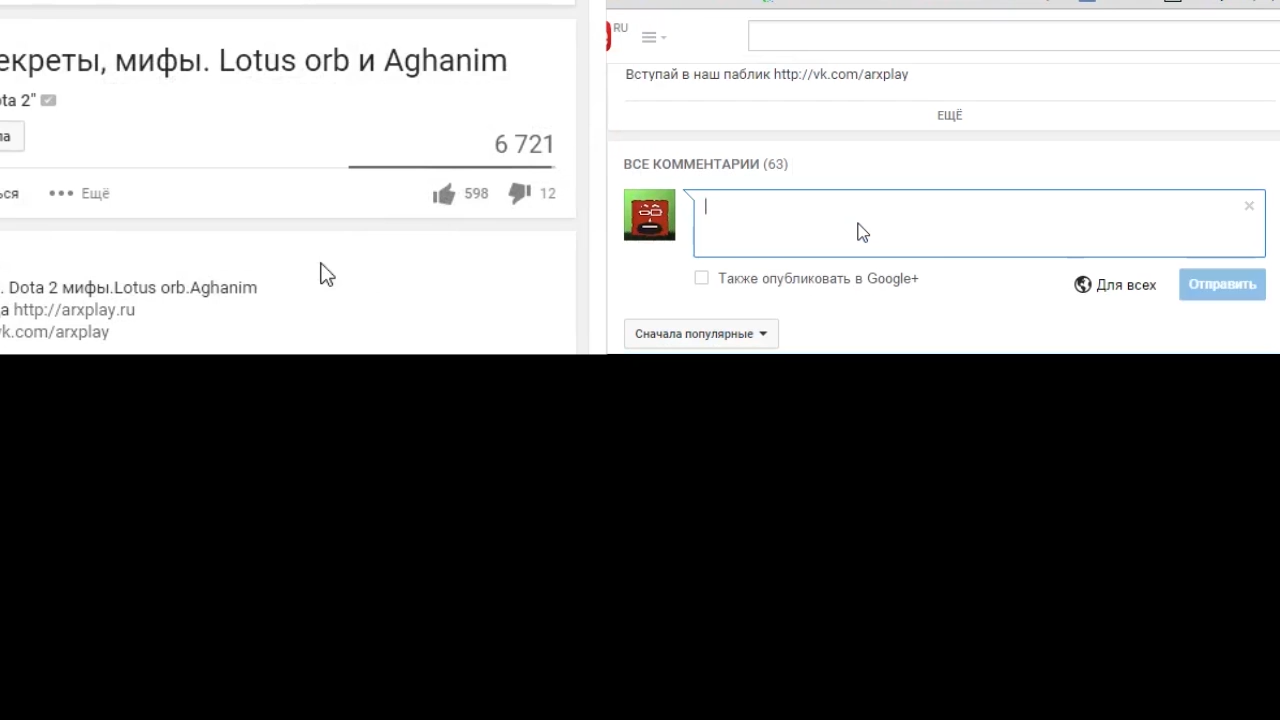 екреты, мифы. Lotus orb и Aghanim
ota 2"
ла
6 721
ься
••• Ещё
598
12
. Dota 2 мифы.Lotus orb.Aghanim
а http://arxplay.ru
vk.com/arxplay
RU
Вступай в наш паблик http://vk.com/arxplay
ЕЩЁ
ВСЕ КОММЕНТАРИИ (63)
Также опубликовать в Google+
Для всех
Отправить
Сначала популярные